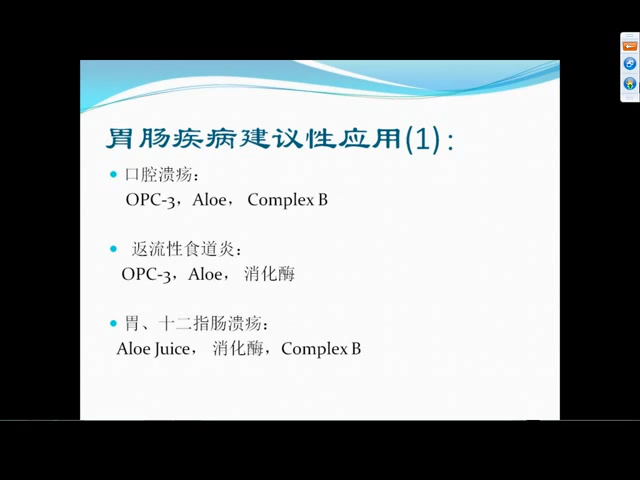 胃肠疾病建议性应用(1)：
口腔溃疡：
OPC-3，Aloe， Complex B
返流性食道炎：
OPC-3，Aloe， 消化酶
胃、十二指肠溃疡：
Aloe Juice， 消化酶，Complex B